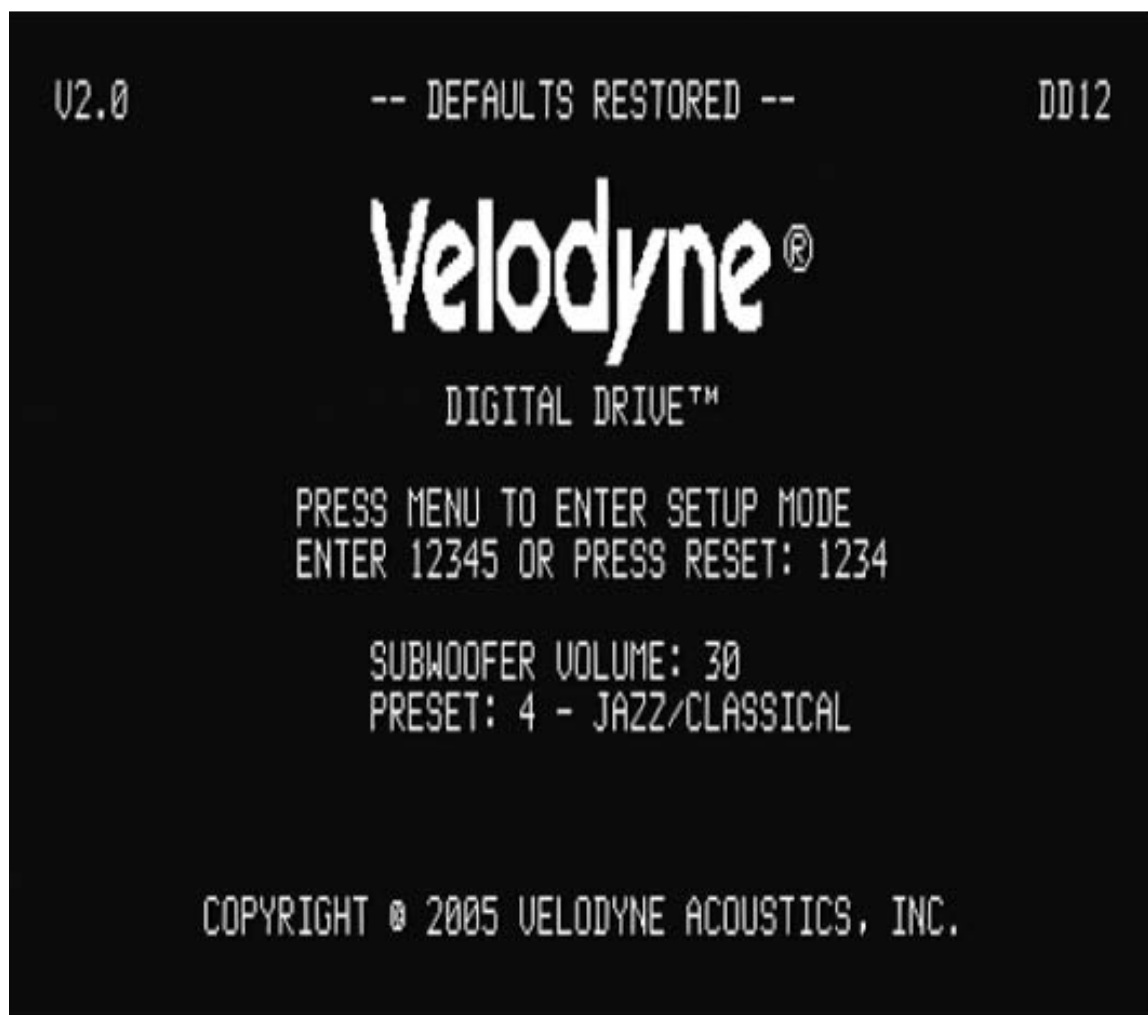 V2.0 -- DEFAULTS RESTORED -- DD12
Velodyne®
DIGITAL DRIVE™
PRESS MENU TO ENTER SETUP MODE
ENTER 12345 OR PRESS RESET: 1234
SUBWOOFER VOLUME: 30
PRESET: 4 - JAZZ/CLASSICAL
COPYRIGHT © 2005 VELODYNE ACOUSTICS, INC.